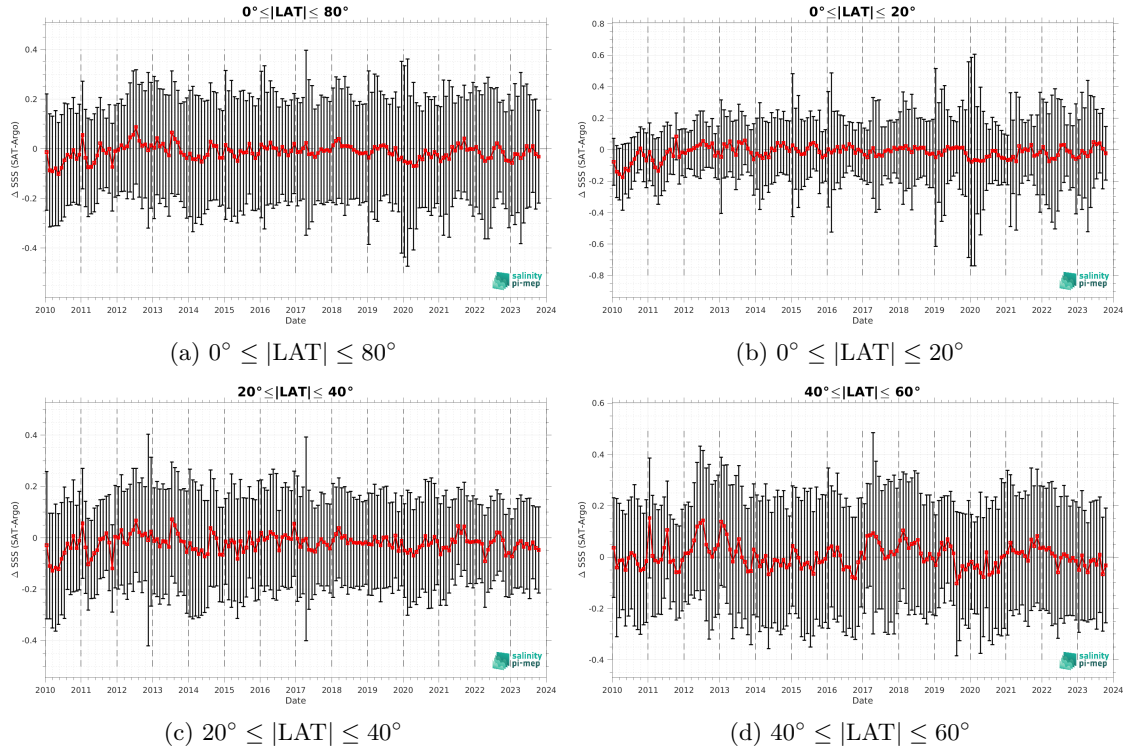 0°≤|LAT|≤ 80°
0.4
0.2
0
-0.2
-0.4
Δ SSS (SAT-Argo)
salinity
pi-mep
2010 2011 2012 2013 2014 2015 2016 2017 2018 2019 2020 2021 2022 2023 2024
Date
(a) 0° ≤ |LAT| ≤ 80°
0°≤|LAT|≤ 20°
0.8
0.6
0.4
0.2
0
-0.2
-0.4
-0.6
-0.8
Δ SSS (SAT-Argo)
salinity
pi-mep
2010 2011 2012 2013 2014 2015 2016 2017 2018 2019 2020 2021 2022 2023 2024
Date
(b) 0° ≤ |LAT| ≤ 20°
20°≤|LAT|≤ 40°
0.4
0.2
0
-0.2
-0.4
Δ SSS (SAT-Argo)
salinity
pi-mep
2010 2011 2012 2013 2014 2015 2016 2017 2018 2019 2020 2021 2022 2023 2024
Date
(c) 20° ≤ |LAT| ≤ 40°
40°≤|LAT|≤ 60°
0.6
0.4
0.2
0
-0.2
-0.4
Δ SSS (SAT-Argo)
salinity
pi-mep
2010 2011 2012 2013 2014 2015 2016 2017 2018 2019 2020 2021 2022 2023 2024
Date
(d) 40° ≤ |LAT| ≤ 60°